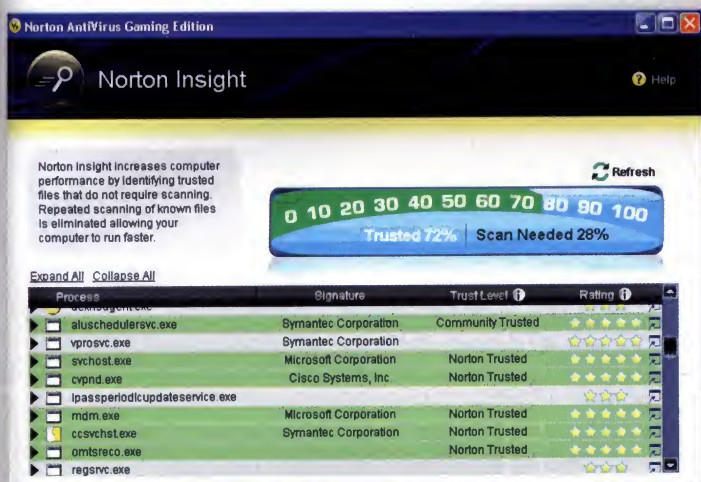 Norton AntiVirus Gaming Edition
Norton Insight
Help
Norton Insight increases computer
performance by identifying trusted
files that do not require scanning.
Repeated scanning of known files
is eliminated allowing your
computer to run faster.
Refresh
0 10 20 30 40 50 60 70 80 90 100
Trusted 72% Scan Needed 28%
Expand All Collapse All
Process Signature Trust Level Rating
aluschedulersvc.exe Symantec Corporation Community Trusted
vprosvc.exe Symantec Corporation
svchost.exe Microsoft Corporation Norton Trusted
cvpnd.exe Cisco Systems, Inc. Norton Trusted
ipassperiodicupdateservice.exe
mdm.exe Microsoft Corporation Norton Trusted
ccsvchst.exe Symantec Corporation Norton Trusted
omtsreco.exe Norton Trusted
regsrvc.exe